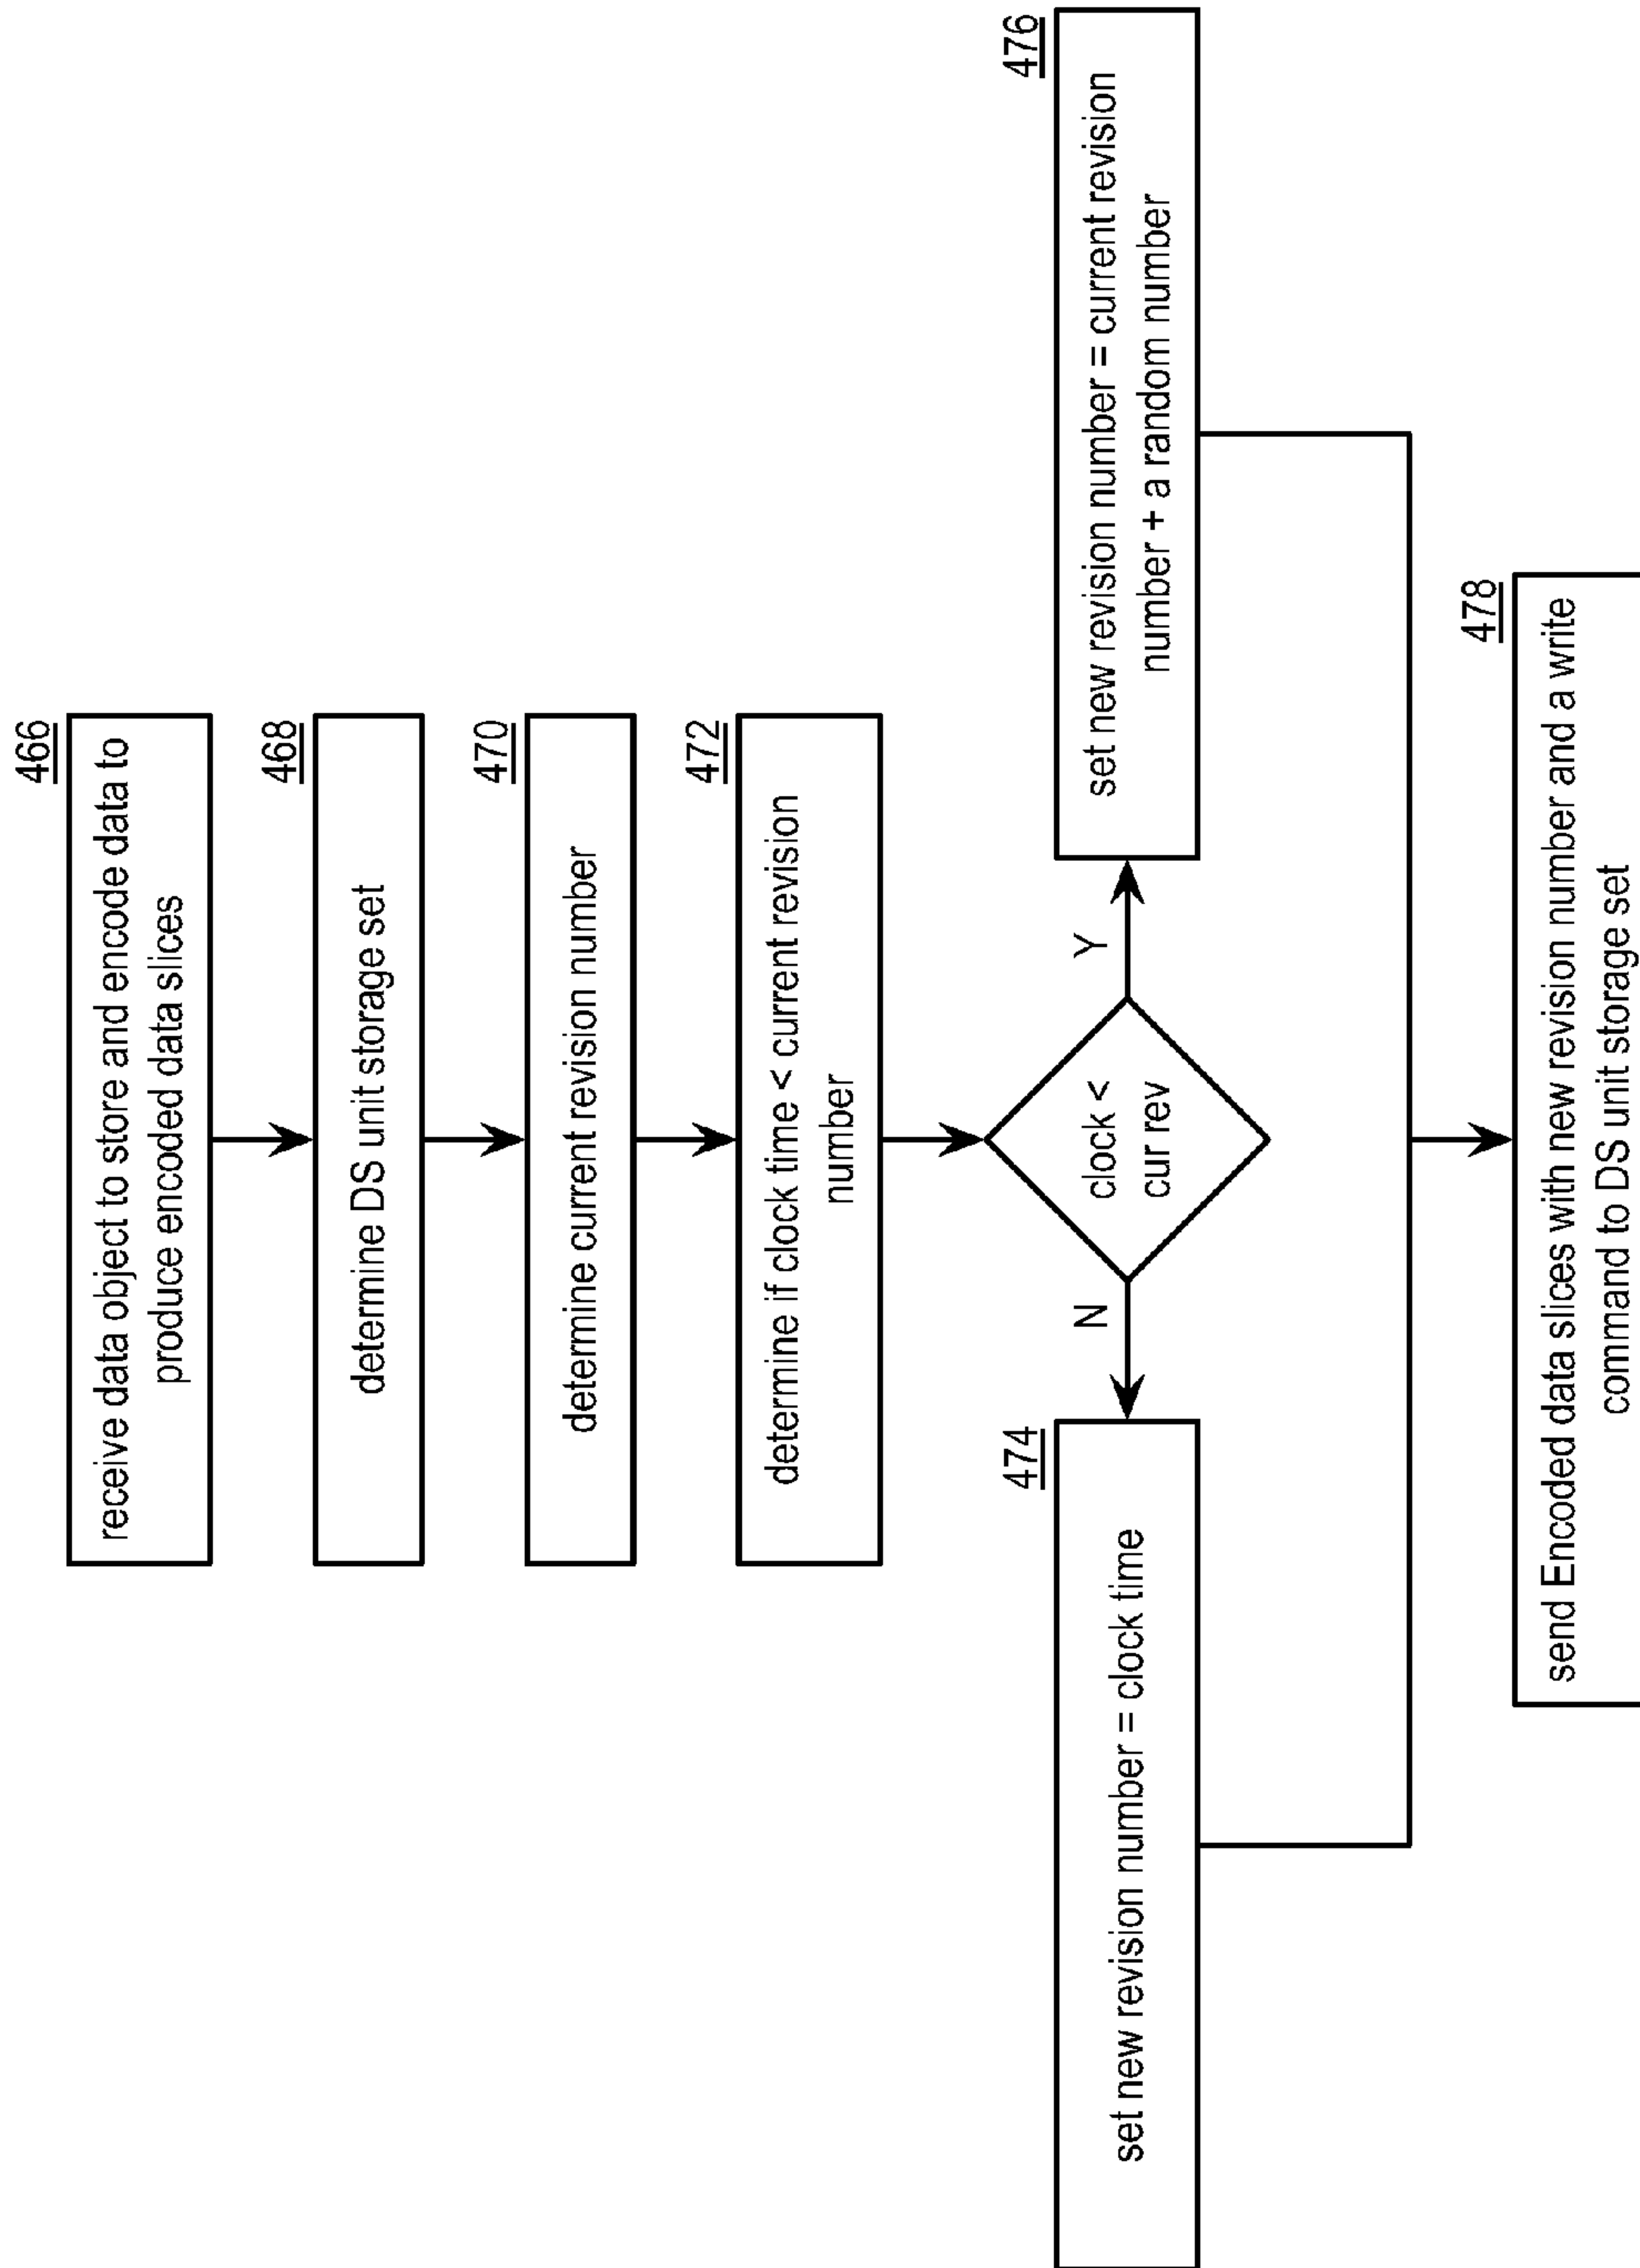 466
receive data object to store and encode data to
produce encoded data slices
468
determine DS unit storage set
470
determine current revision number
472
determine if clock time < current revision
number
clock <
cur rev
N
Y
474
set new revision number = clock time
476
set new revision number = current revision
number + a random number
478
send Encoded data slices with new revision number and a write
command to DS unit storage set